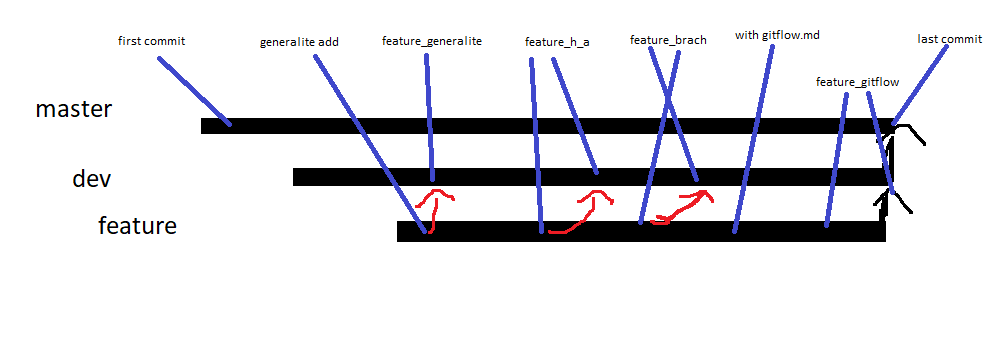 first commit
generalite add
feature_generalite
feature_h_a
feature_brach
with gitflow.md
last commit
feature_gitflow
master
dev
feature